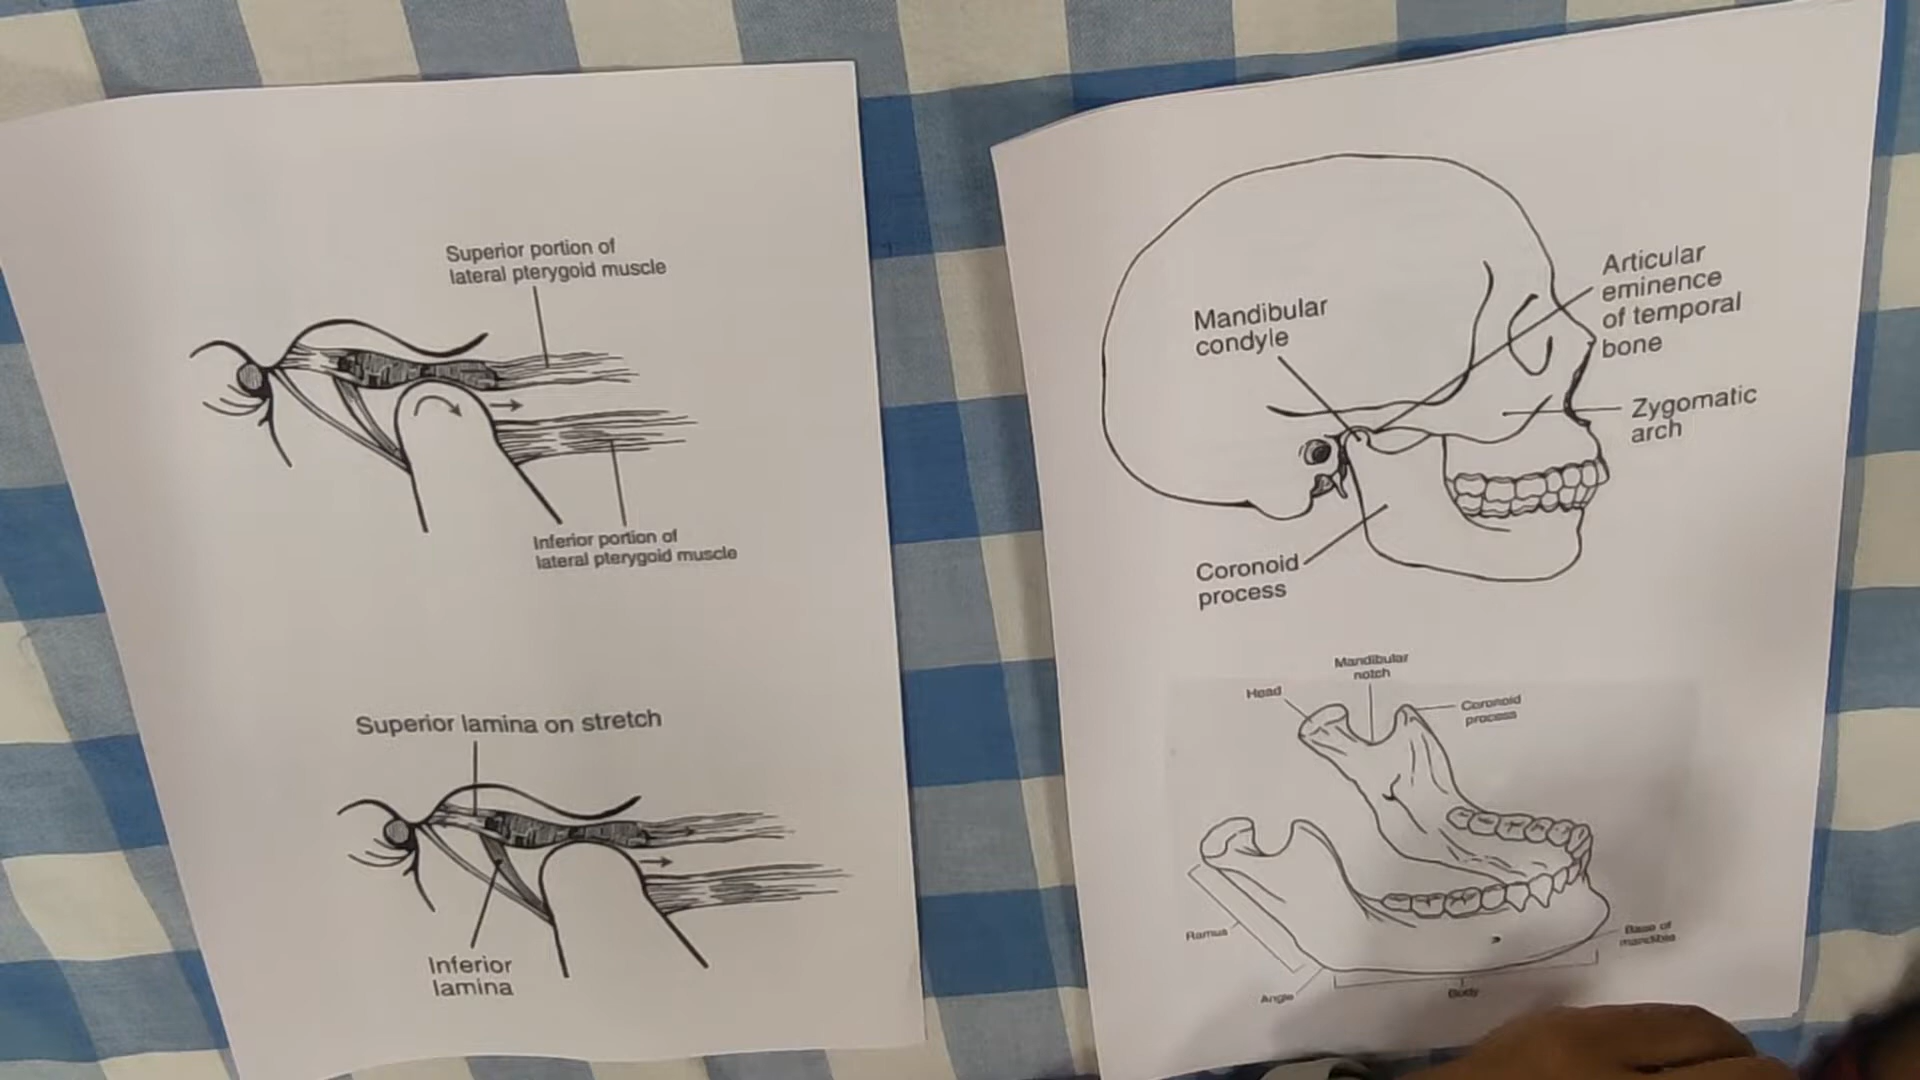 Superior portion of
lateral pterygoid muscle
Inferior portion of
lateral pterygoid muscle
Superior lamina on stretch
Inferior
lamina
Articular
eminence
of temporal
bone
Mandibular
condyle
Zygomatic
arch
Coronoid
process
Mandibular
notch
Head
Coronoid
process
Ramus
Base of
mandible
Angle
Body